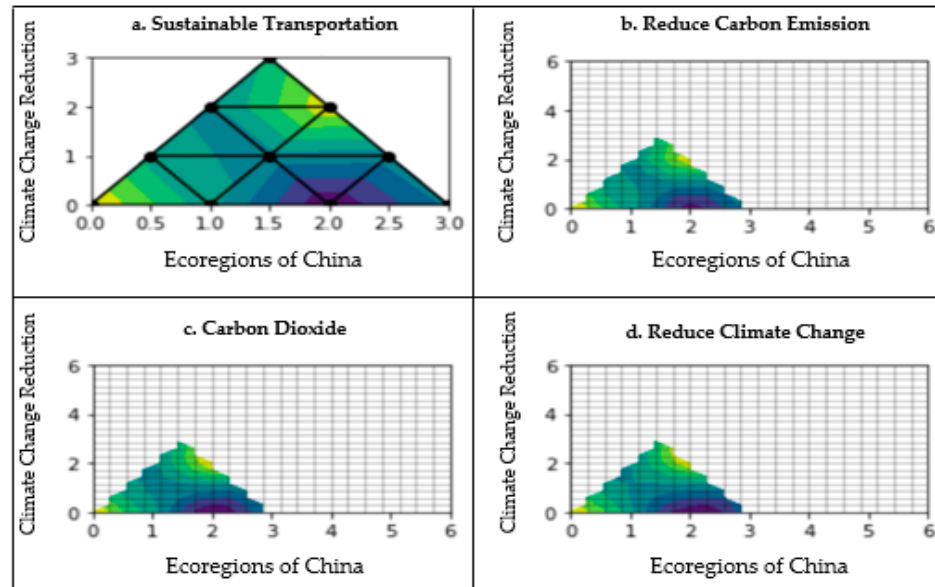 a. Sustainable Transportation
Climate Change Reduction
3
2
1
0
0.0 0.5 1.0 1.5 2.0 2.5 3.0
Ecoregions of China
b. Reduce Carbon Emission
Climate Change Reduction
6
4
2
0
0 1 2 3 4 5 6
Ecoregions of China
c. Carbon Dioxide
Climate Change Reduction
6
4
2
0
0 1 2 3 4 5 6
Ecoregions of China
d. Reduce Climate Change
Climate Change Reduction
6
4
2
0
0 1 2 3 4 5 6
Ecoregions of China